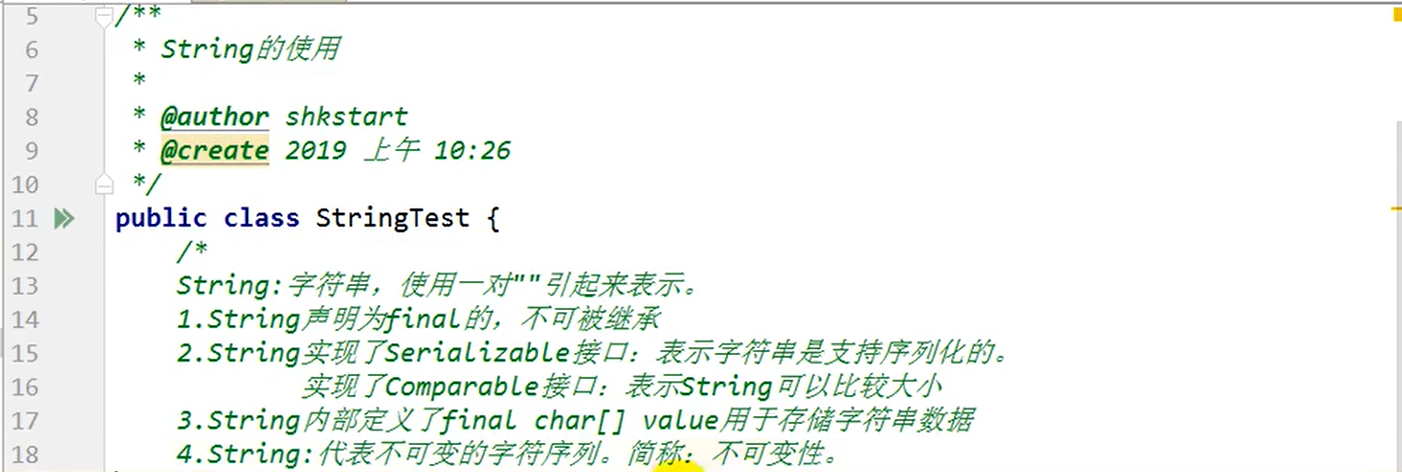 5 /**
6 * String的使用
7 *
8 * @author shkstart
9 * @create 2019 上午 10:26
10 */
11 public class StringTest {
12 /*
13 String:字符串，使用一对""引起来表示。
14 1.String声明为final的，不可被继承
15 2.String实现了Serializable接口：表示字符串是支持序列化的。
16 实现了Comparable接口：表示String可以比较大小
17 3.String内部定义了final char[] value用于存储字符串数据
18 4.String:代表不可变的字符序列。简称：不可变性。